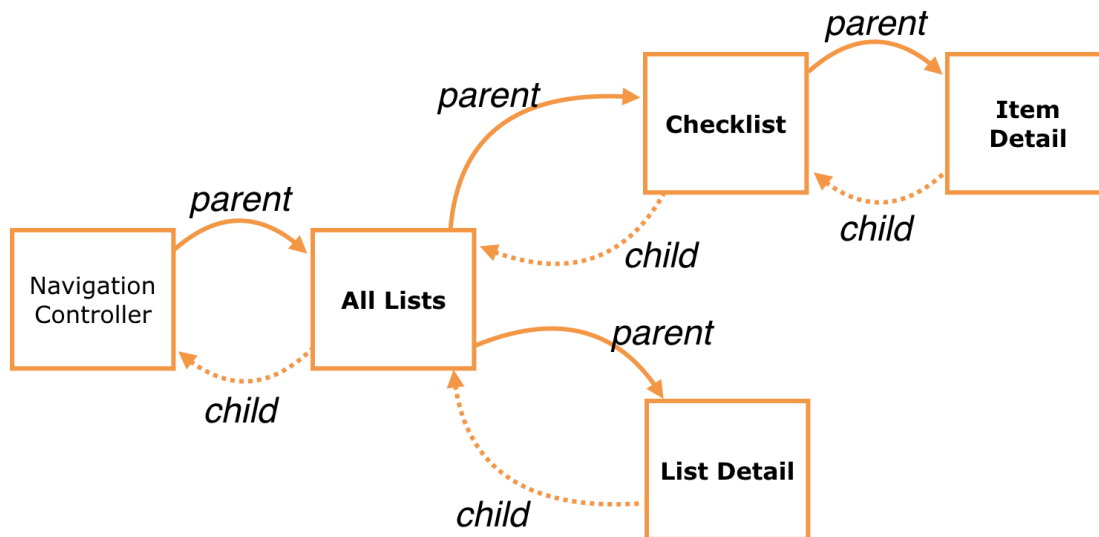 parent
parent
Checklist
Item
Detail
parent
child
child
Navigation
Controller
All Lists
parent
child
List Detail
child